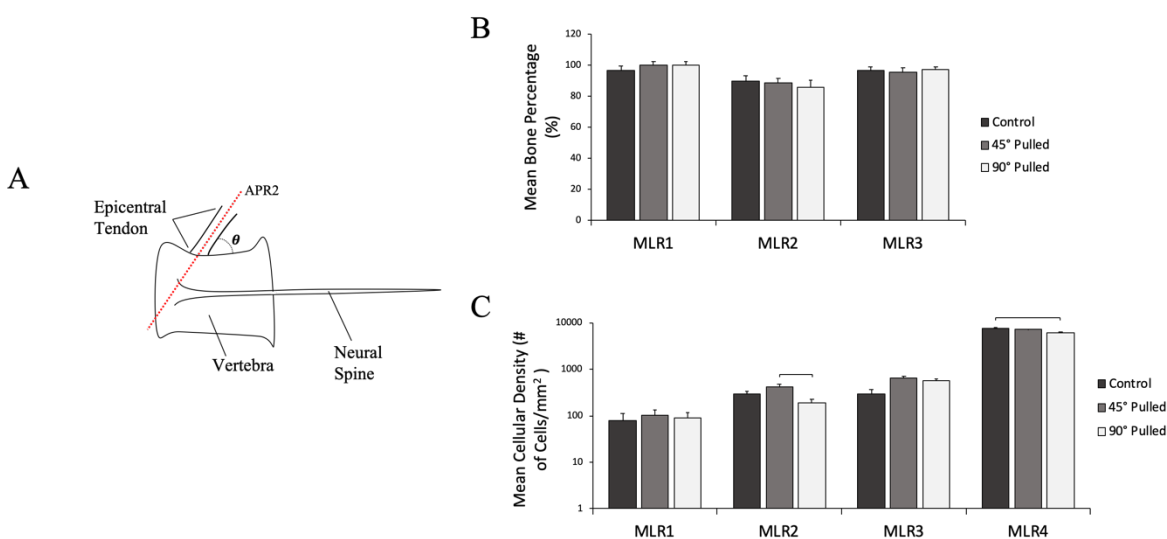 A
APR2
Epicentral
Tendon
θ
Vertebra
Neural
Spine
B
Mean Bone Percentage
(%)
120
100
80
60
40
20
0
MLR1 MLR2 MLR3
Control
45° Pulled
90° Pulled
C
Mean Cellular Density (#
of Cells/mm² )
10000
1000
100
10
1
MLR1 MLR2 MLR3 MLR4
Control
45° Pulled
90° Pulled